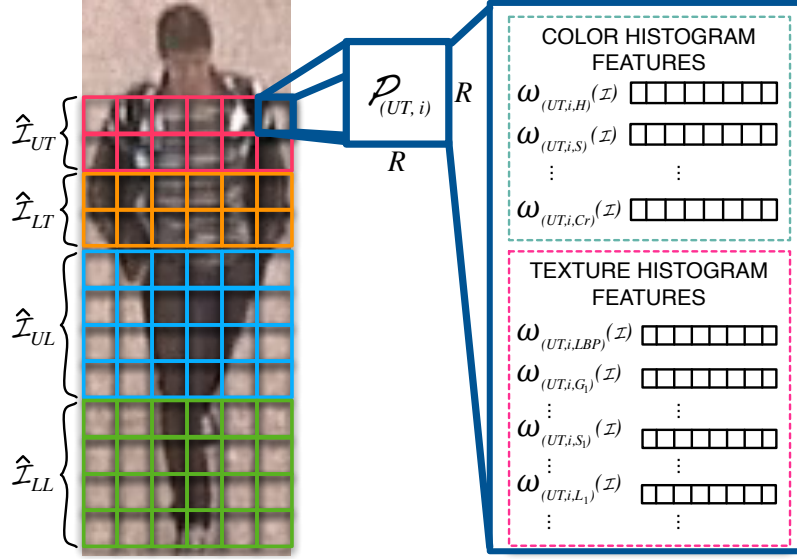 Î_UT
Î_LT
Î_UL
Î_LL
P_(UT, i)
R
R
COLOR HISTOGRAM
FEATURES
ω_(UT,i,H)(I)
ω_(UT,i,S)(I)
⋮ ⋮
ω_(UT,i,Cr)(I)
TEXTURE HISTOGRAM
FEATURES
ω_(UT,i,LBP)(I)
ω_(UT,i,G₁)(I)
⋮ ⋮
ω_(UT,i,S₁)(I)
⋮ ⋮
ω_(UT,i,L₁)(I)
⋮ ⋮